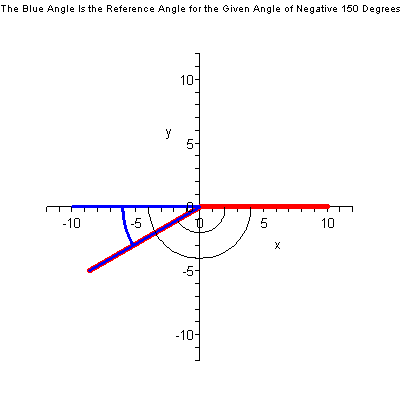 The Blue Angle Is the Reference Angle for the Given Angle of Negative 150 Degrees
10
y
5
-10 -5 0 0 5 10
x
-5
-10